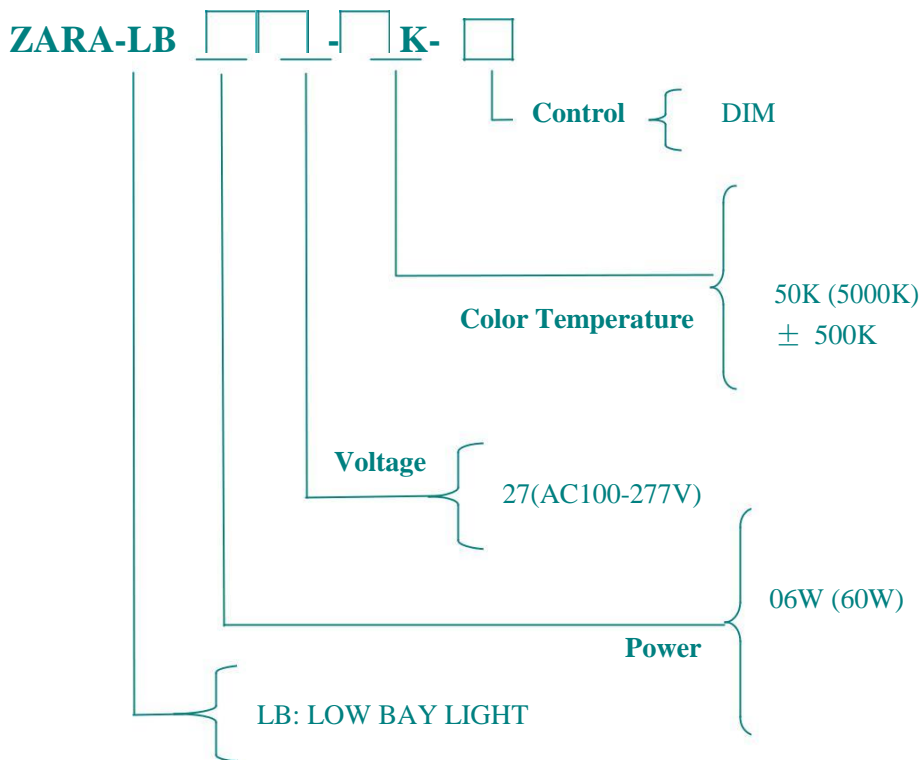 ZARA-LB - K-
Control DIM
50K (5000K)
Color Temperature
± 500K
Voltage
27(AC100-277V)
06W (60W)
Power
LB: LOW BAY LIGHT